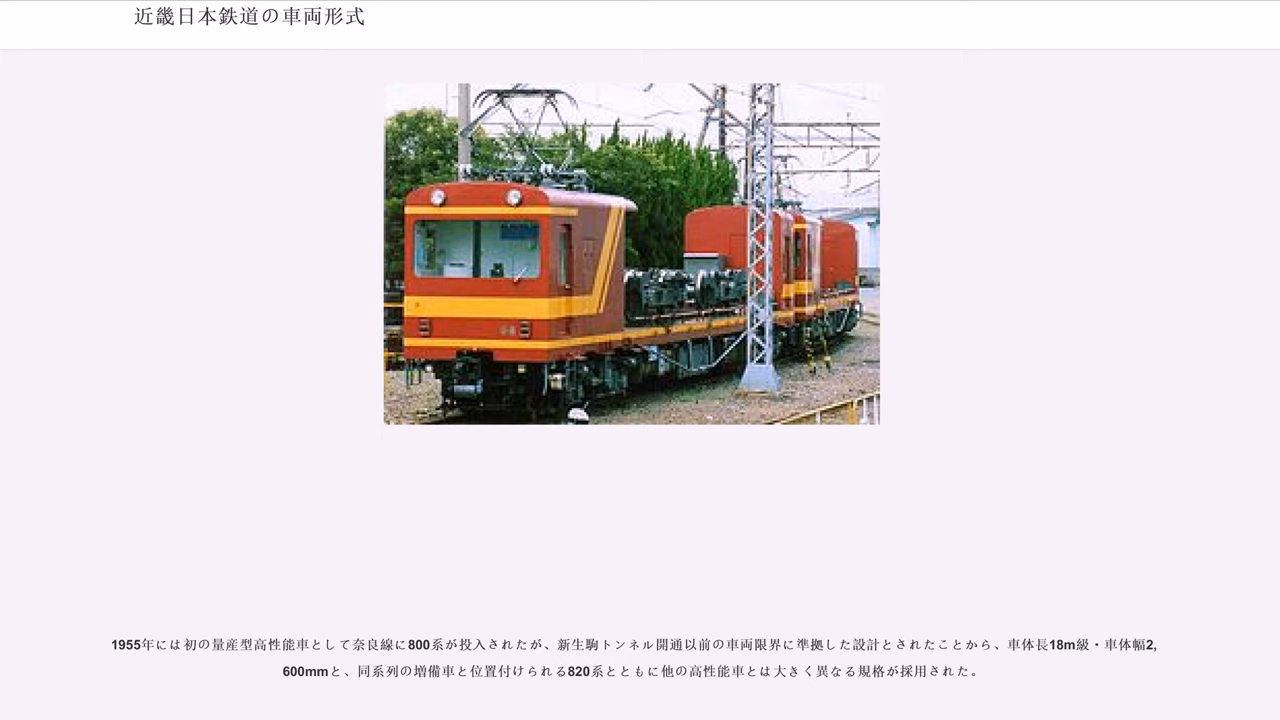 近畿日本鉄道の車両形式
1955年には初の量産型高性能車として奈良線に800系が投入されたが、新生駒トンネル開通以前の車両限界に準拠した設計とされたことから、車体長18m級・車体幅2,
600mmと、同系列の増備車と位置付けられる820系とともに他の高性能車とは大きく異なる規格が採用された。